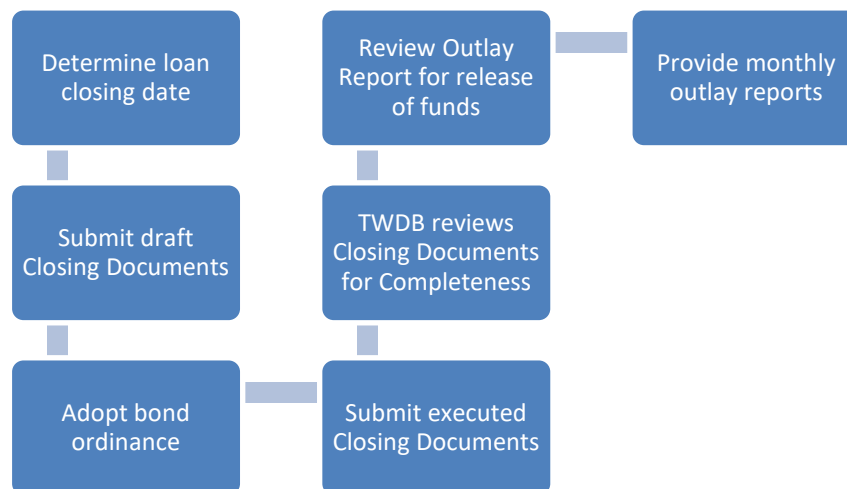 Determine loan
closing date
Submit draft
Closing Documents
Adopt bond
ordinance
Submit executed
Closing Documents
TWDB reviews
Closing Documents
for Completeness
Review Outlay
Report for release
of funds
Provide monthly
outlay reports